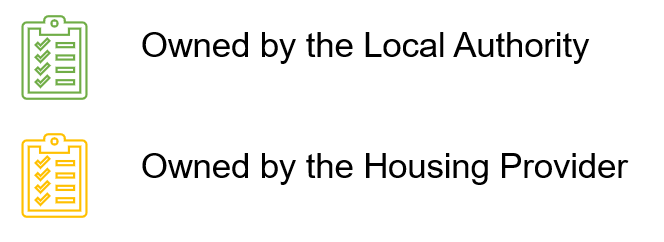 Owned by the Local Authority
Owned by the Housing Provider